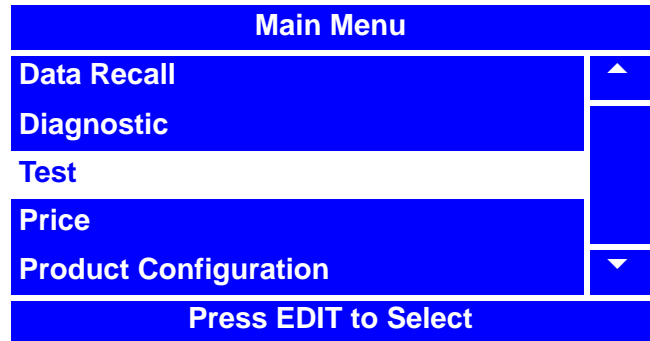 Main Menu
Data Recall
Diagnostic
Test
Price
Product Configuration
Press EDIT to Select